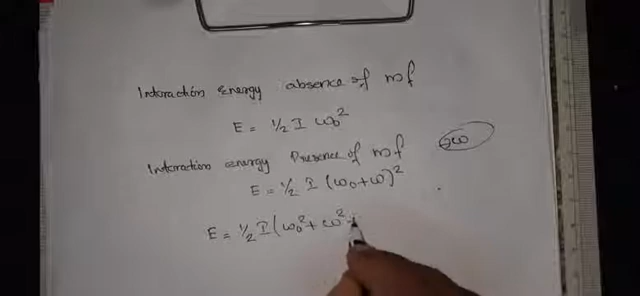 Interaction energy absence of mf
E = 1/2 I ω₀²
Interaction energy Presence of mf
ω
E = 1/2 I (ω₀+ω)²
E = 1/2 I (ω₀² + ω² +